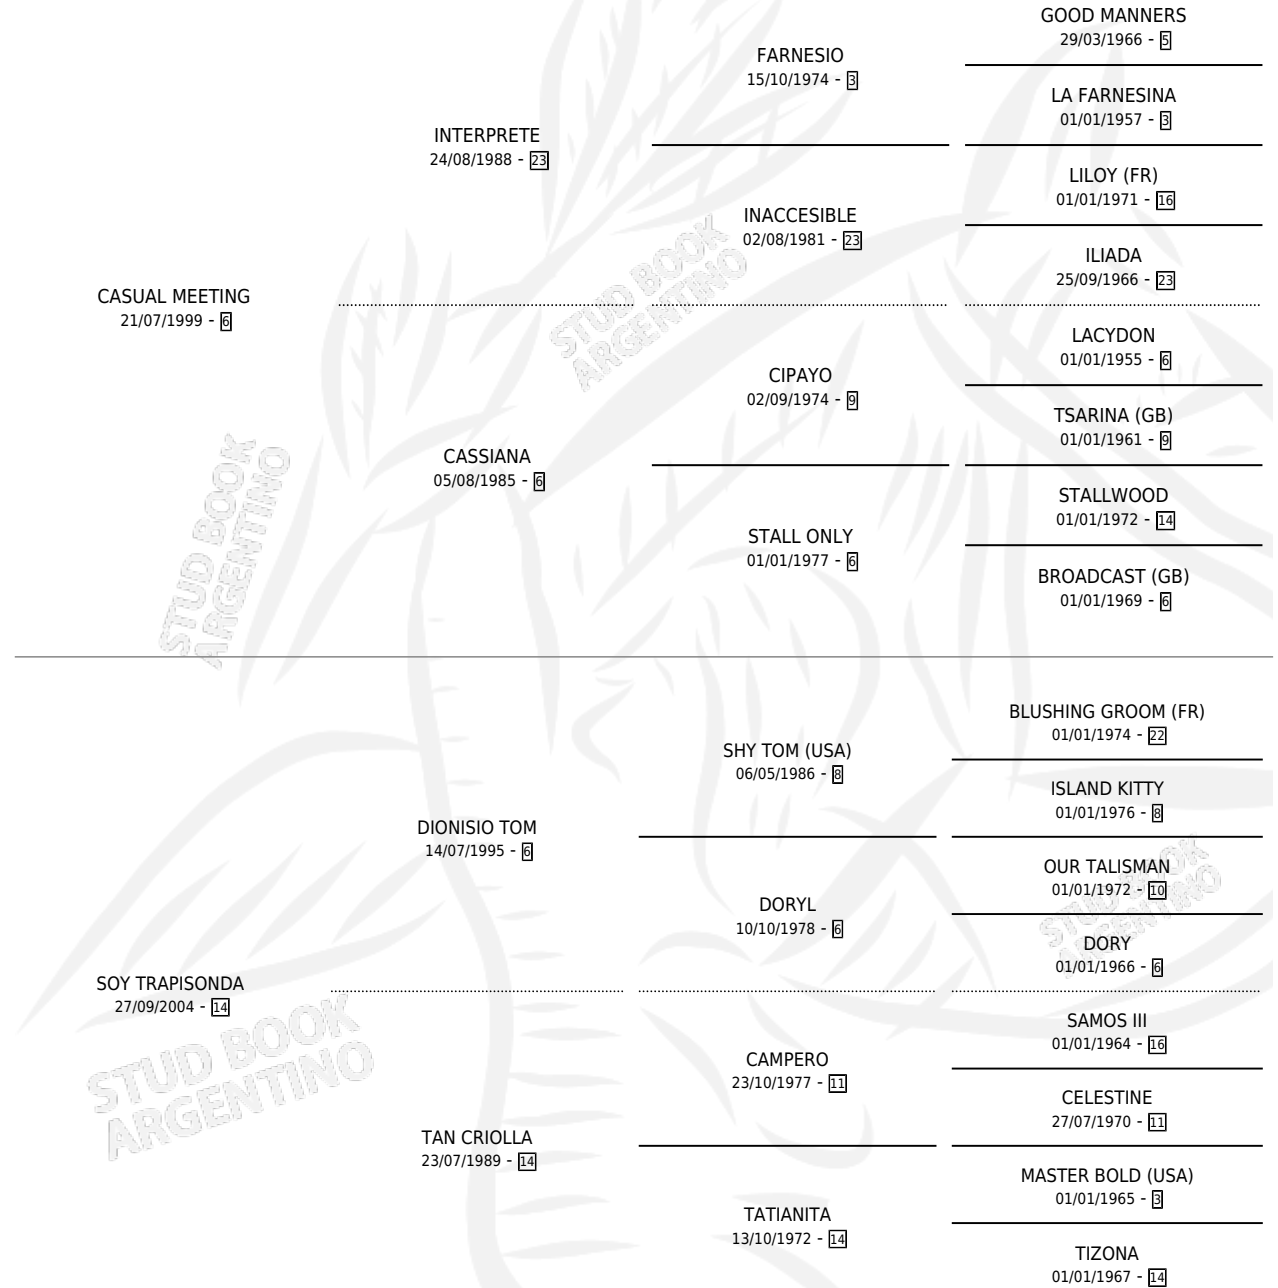 GOOD MANNERS
29/03/1966 - 5
FARNESIO
15/10/1974 - 3
LA FARNESINA
01/01/1957 - 3
INTERPRETE
24/08/1988 - 23
LILOY (FR)
01/01/1971 - 16
INACCESIBLE
02/08/1981 - 23
ILIADA
25/09/1966 - 23
CASUAL MEETING
21/07/1999 - 6
STUD BOOK
ARGENTINO
LACYDON
01/01/1955 - 6
CIPAYO
02/09/1974 - 9
TSARINA (GB)
01/01/1961 - 9
CASSIANA
05/08/1985 - 6
STALLWOOD
01/01/1972 - 14
STALL ONLY
01/01/1977 - 6
BROADCAST (GB)
01/01/1969 - 6
STUD BOOK
ARGENTINO
BLUSHING GROOM (FR)
01/01/1974 - 22
SHY TOM (USA)
06/05/1986 - 8
ISLAND KITTY
01/01/1976 - 8
DIONISIO TOM
14/07/1995 - 6
OUR TALISMAN
01/01/1972 - 10
DORYL
10/10/1978 - 6
DORY
01/01/1966 - 6
STUD BOOK
ARGENTINO
SOY TRAPISONDA
27/09/2004 - 14
SAMOS III
01/01/1964 - 16
CAMPERO
23/10/1977 - 11
CELESTINE
27/07/1970 - 11
STUD BOOK
ARGENTINO
TAN CRIOLLA
23/07/1989 - 14
MASTER BOLD (USA)
01/01/1965 - 3
TATIANITA
13/10/1972 - 14
TIZONA
01/01/1967 - 14